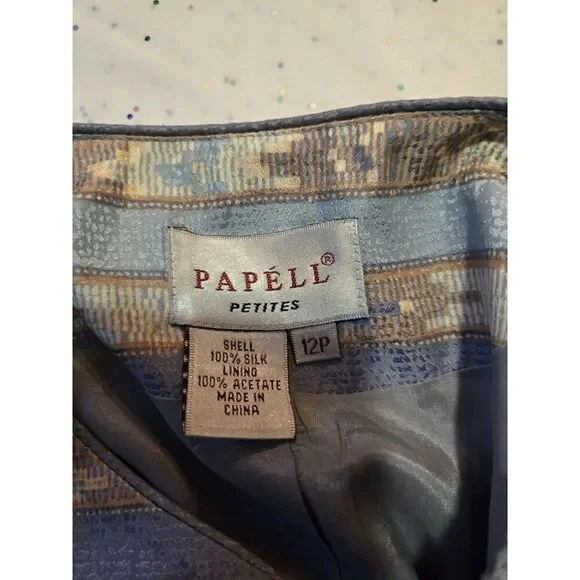 PAPÉLL®
PETITES
12P
SHELL
100% SILK
LINING
100% ACETATE
MADE IN
CHINA